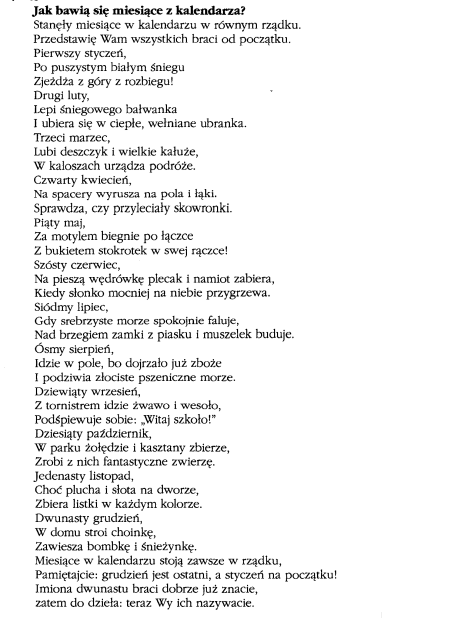 Jak bawią się miesiące z kalendarza?
Stanęły miesiące w kalendarzu w równym rządku.
Przedstawię Wam wszystkich braci od początku.
Pierwszy styczeń,
Po puszystym białym śniegu
Zjeżdża z góry z rozbiegu!
Drugi luty,
Lepi śniegowego bałwanka
I ubiera się w ciepłe, wełniane ubranka.
Trzeci marzec,
Lubi deszczyk i wielkie kałuże,
W kaloszach urządza podróże.
Czwarty kwiecień,
Na spacery wyrusza na pola i łąki.
Sprawdza, czy przyleciały skowronki.
Piąty maj,
Za motylem biegnie po łączce
Z bukietem stokrotek w swej rączce!
Szósty czerwiec,
Na pieszą wędrówkę plecak i namiot zabiera,
Kiedy słonko mocniej na niebie przygrzewa.
Siódmy lipiec,
Gdy srebrzyste morze spokojnie faluje,
Nad brzegiem zamki z piasku i muszelek buduje.
Ósmy sierpień,
Idzie w pole, bo dojrzało już zboże
I podziwia złociste pszeniczne morze.
Dziewiąty wrzesień,
Z tornistrem idzie żwawo i wesoło,
Podśpiewuje sobie: „Witaj szkoło!"
Dziesiąty październik,
W parku żołędzie i kasztany zbierze,
Zrobi z nich fantastyczne zwierzę.
Jedenasty listopad,
Choć plucha i słota na dworze,
Zbiera listki w każdym kolorze.
Dwunasty grudzień,
W domu stroi choinkę,
Zawiesza bombkę i śnieżynkę.
Miesiące w kalendarzu stoją zawsze w rządku,
Pamiętajcie: grudzień jest ostatni, a styczeń na początku!
Imiona dwunastu braci dobrze już znacie,
zatem do dzieła: teraz Wy ich nazywacie.